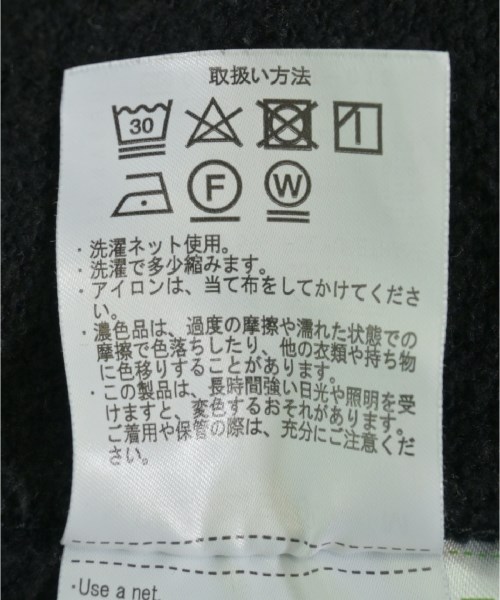 取扱い方法
30
F W
・洗濯ネット使用。
・洗濯で多少縮みます。
・アイロンは、当て布をしてかけてくださ
い。
・濃色品は、過度の摩擦や濡れた状態での
摩擦で色落ちしたり、他の衣類や持ち物
に色移りすることがあります。
・この製品は、長時間強い日光や照明を受
けますと、変色するおそれがあります。
ご着用や保管の際は、充分にご注意くだ
さい。
・Use a net